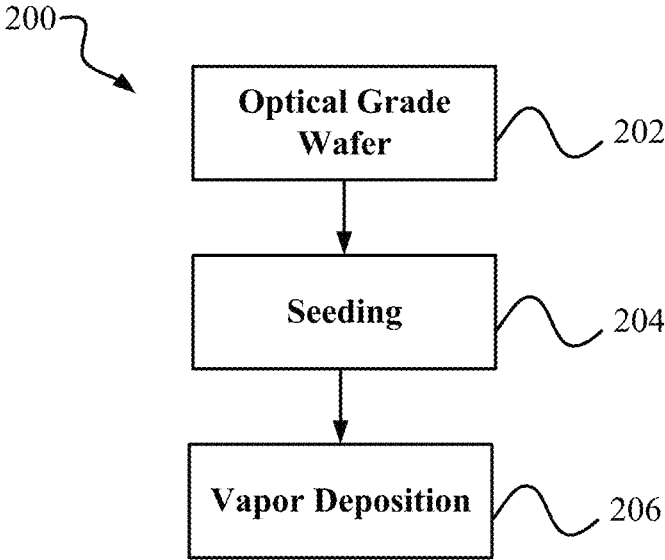 200
Optical Grade
Wafer
202
Seeding
204
Vapor Deposition
206